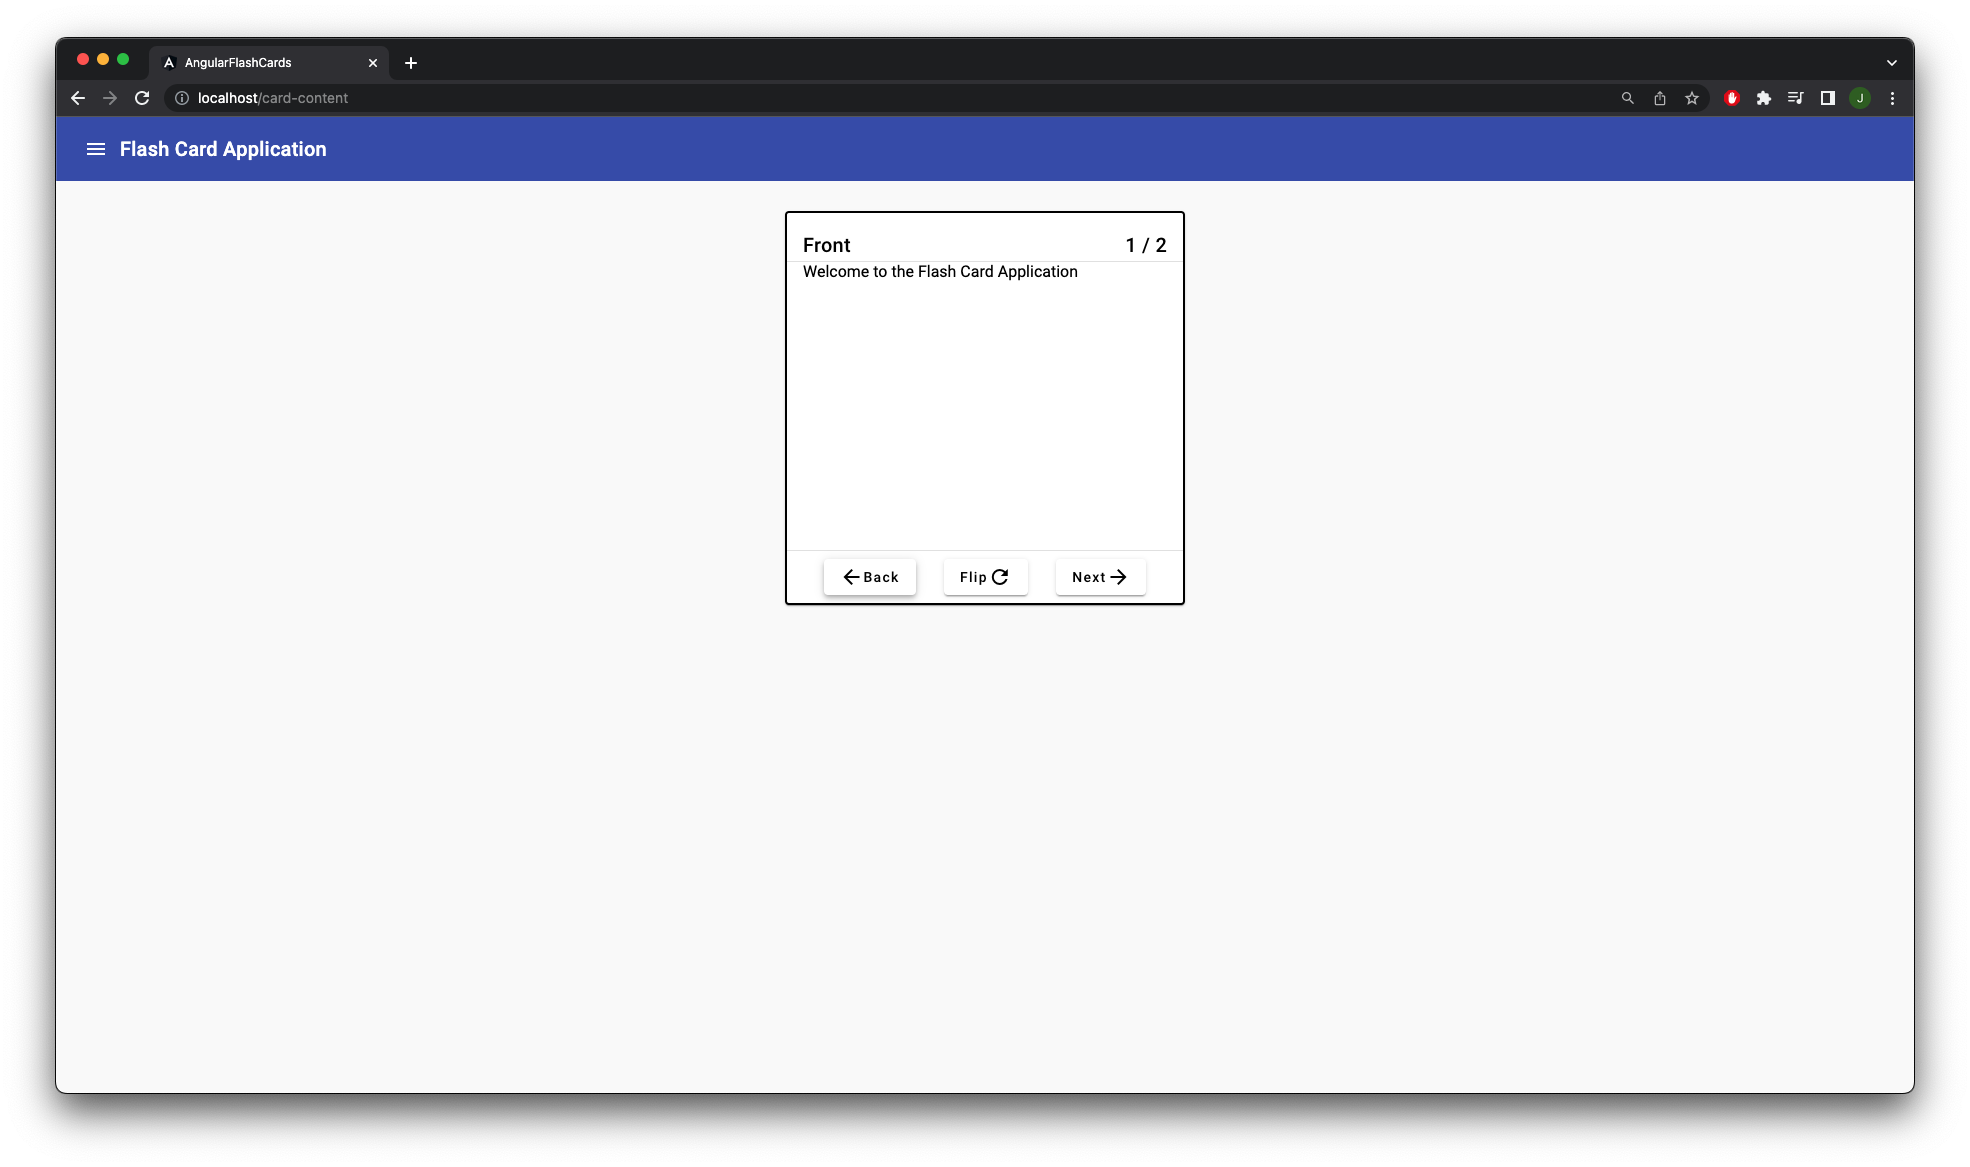 AngularFlashCards
localhost/card-content
J
Flash Card Application
Front 1 / 2
Welcome to the Flash Card Application
Back Flip Next